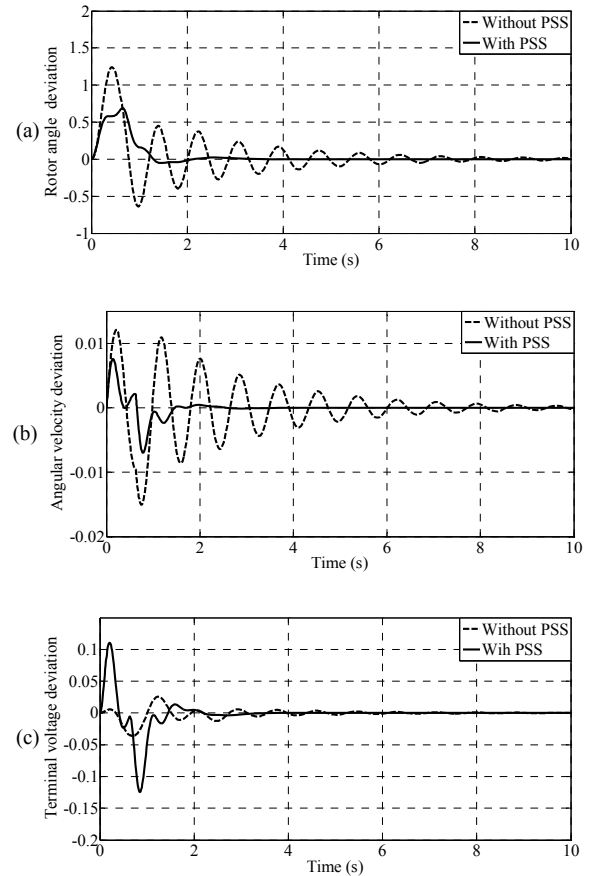 2
Without PSS
With PSS
1.5
1
0.5
0
-0.5
-1
(a)
Rotor angle deviation
0 2 4 6 8 10
Time (s)
Without PSS
With PSS
0.01
0
-0.01
-0.02
(b)
Angular velocity deviation
0 2 4 6 8 10
Time (s)
Without PSS
Wih PSS
0.1
0.05
0
-0.05
-0.1
-0.15
-0.2
(c)
Terminal voltage deviation
0 2 4 6 8 10
Time (s)